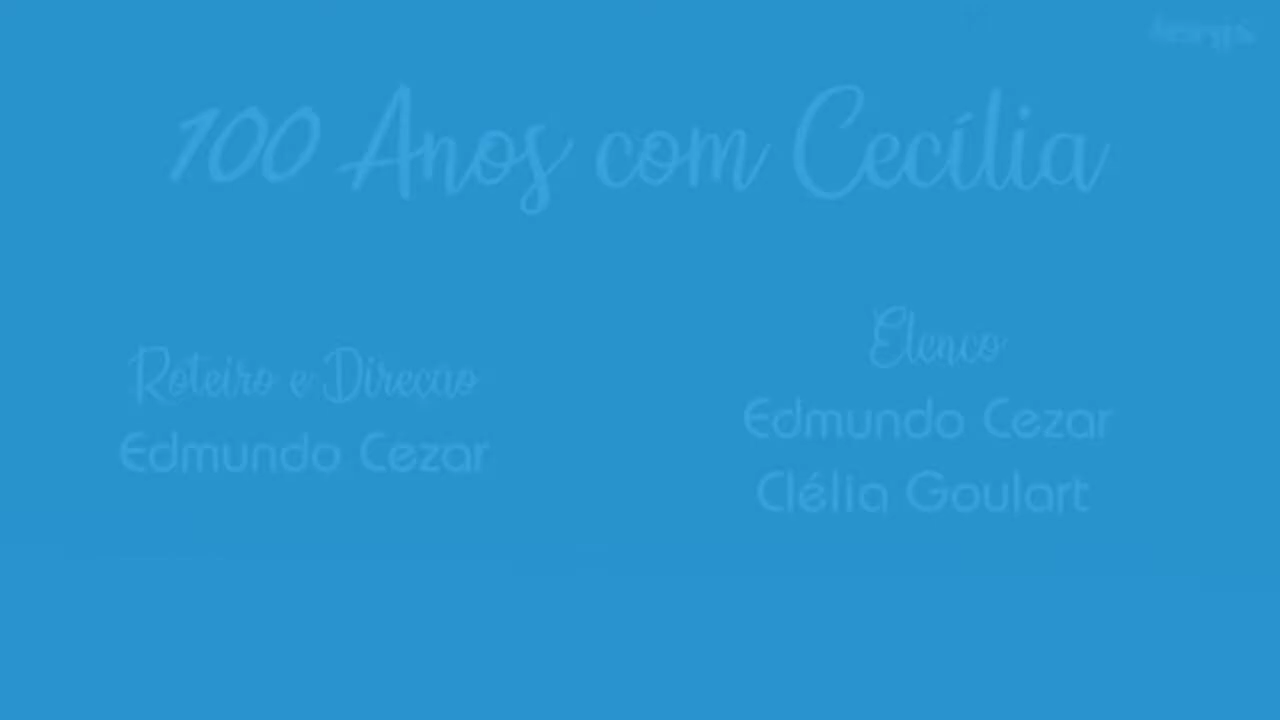 100 Anos com Cecília
Roteiro e Direção
Edmundo Cezar
Elenco
Edmundo Cezar
Clélia Goulart